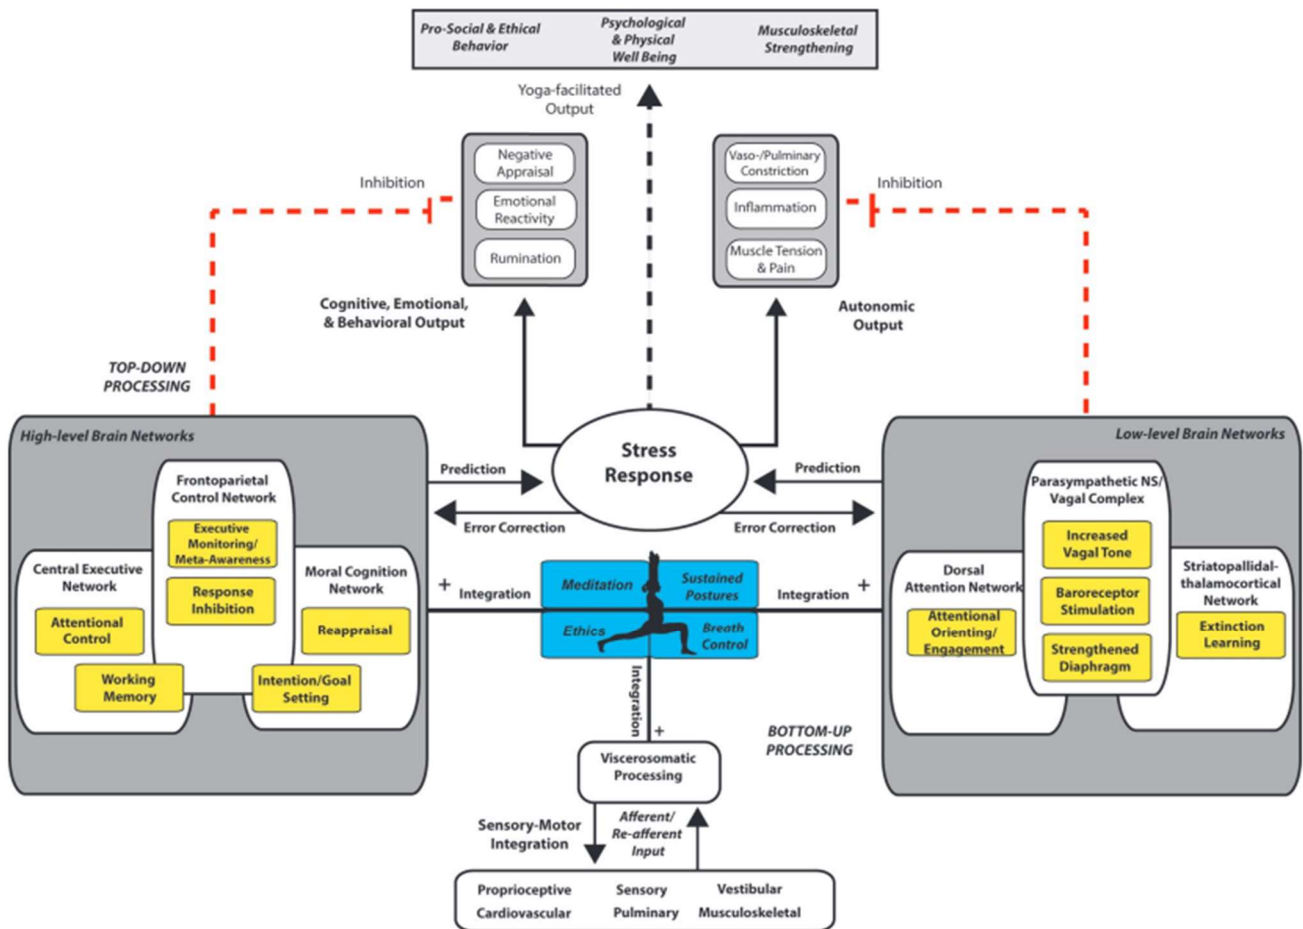 Pro-Social & Ethical
Behavior
Psychological
& Physical
Well Being
Musculoskeletal
Strengthening
Yoga-facilitated
Output
Negative
Appraisal
Emotional
Reactivity
Rumination
Vaso-/Pulminary
Constriction
Inflammation
Muscle Tension
& Pain
Inhibition
Inhibition
Cognitive, Emotional,
& Behavioral Output
Autonomic
Output
TOP-DOWN
PROCESSING
High-level Brain Networks
Frontoparietal
Control Network
Executive
Monitoring/
Meta-Awareness
Response
Inhibition
Central Executive
Network
Attentional
Control
Working
Memory
Moral Cognition
Network
Reappraisal
Intention/Goal
Setting
Stress
Response
Prediction
Error Correction
Prediction
Error Correction
+
Integration
Meditation
Sustained
Postures
Ethics
Breath
Control
Integration
+
Low-level Brain Networks
Parasympathetic NS/
Vagal Complex
Increased
Vagal Tone
Baroreceptor
Stimulation
Strengthened
Diaphragm
Dorsal
Attention Network
Attentional
Orienting/
Engagement
Striatopallidal-
thalamocortical
Network
Extinction
Learning
Integration
+
BOTTOM-UP
PROCESSING
Viscerosomatic
Processing
Sensory-Motor
Integration
Afferent/
Re-afferent
Input
Proprioceptive Sensory Vestibular
Cardiovascular Pulminary Musculoskeletal